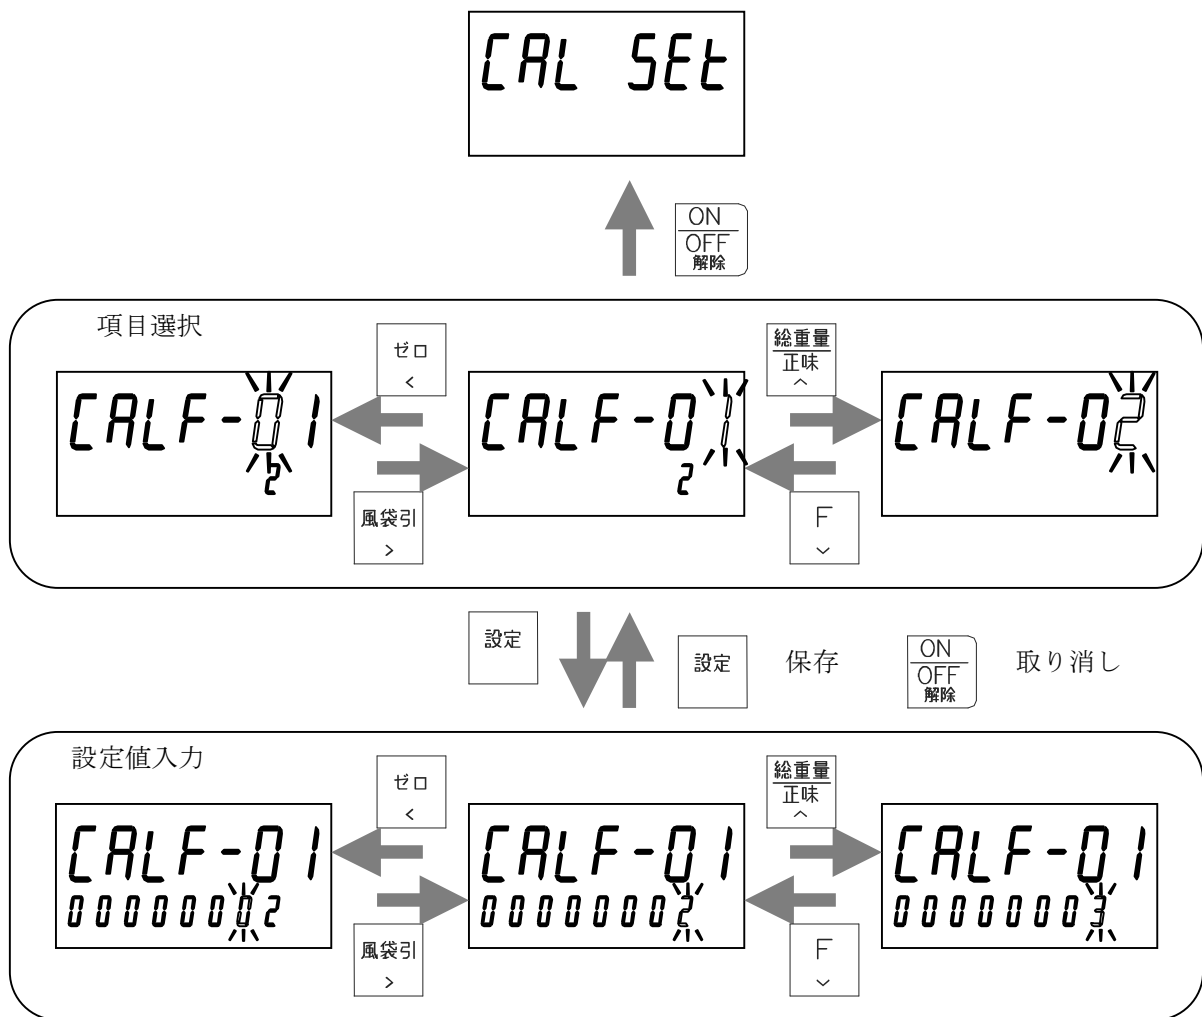 CAL SEt
ON
OFF
解除
項目選択
ゼロ
<
総重量
正味
^
CALF-01
2
CALF-01
2
CALF-02
風袋引
>
F
﹀
設定
設定
保存
ON
OFF
解除
取り消し
設定値入力
ゼロ
<
総重量
正味
^
CALF-01
00000002
CALF-01
00000002
CALF-01
00000003
風袋引
>
F
﹀